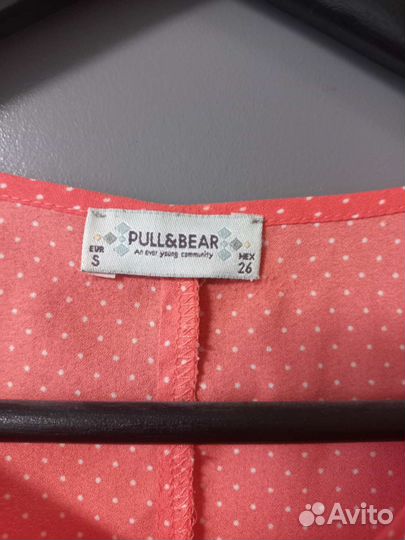 PULL&BEAR
An ever young community
EUR
S
MEX
26
Avito